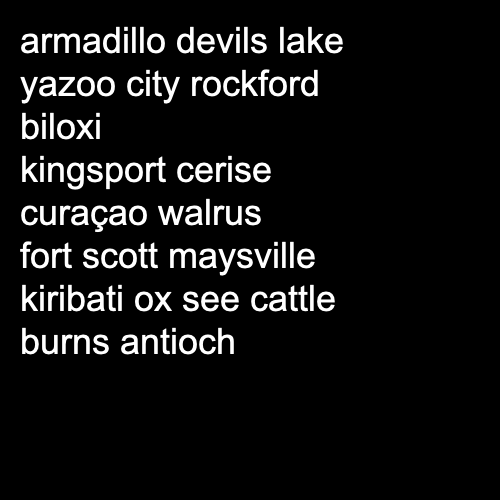 armadillo devils lake
yazoo city rockford
biloxi
kingsport cerise
curaçao walrus
fort scott maysville
kiribati ox see cattle
burns antioch